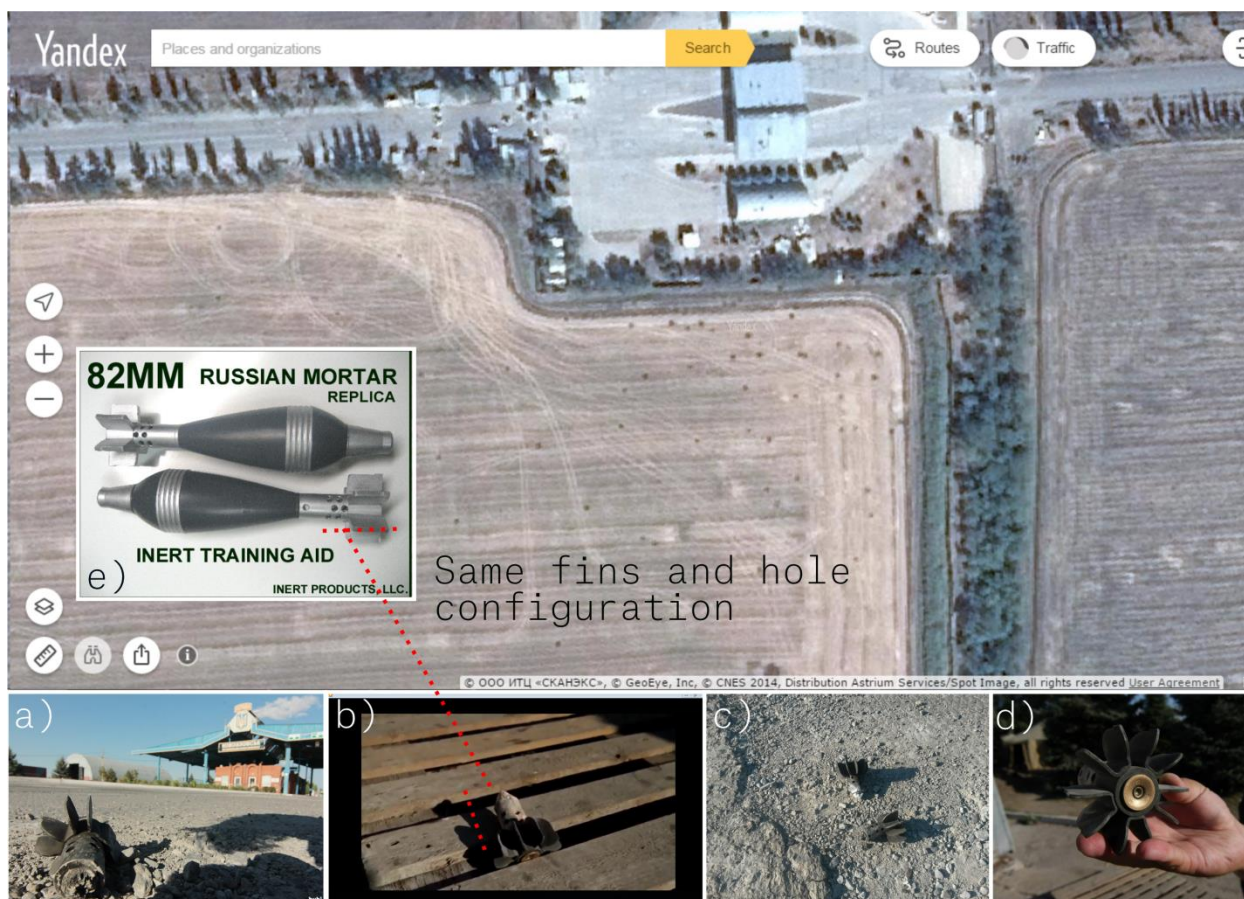 Yandex
Places and organizations
Search
Routes
Traffic
82MM RUSSIAN MORTAR
REPLICA
INERT TRAINING AID
e)
INERT PRODUCTS, LLC.
Same fins and hole
configuration
© ООО ИТЦ «СКАНЭКС», © GeoEye, Inc, © CNES 2014, Distribution Astrium Services/Spot Image, all rights reserved User Agreement
a)
b)
c)
d)